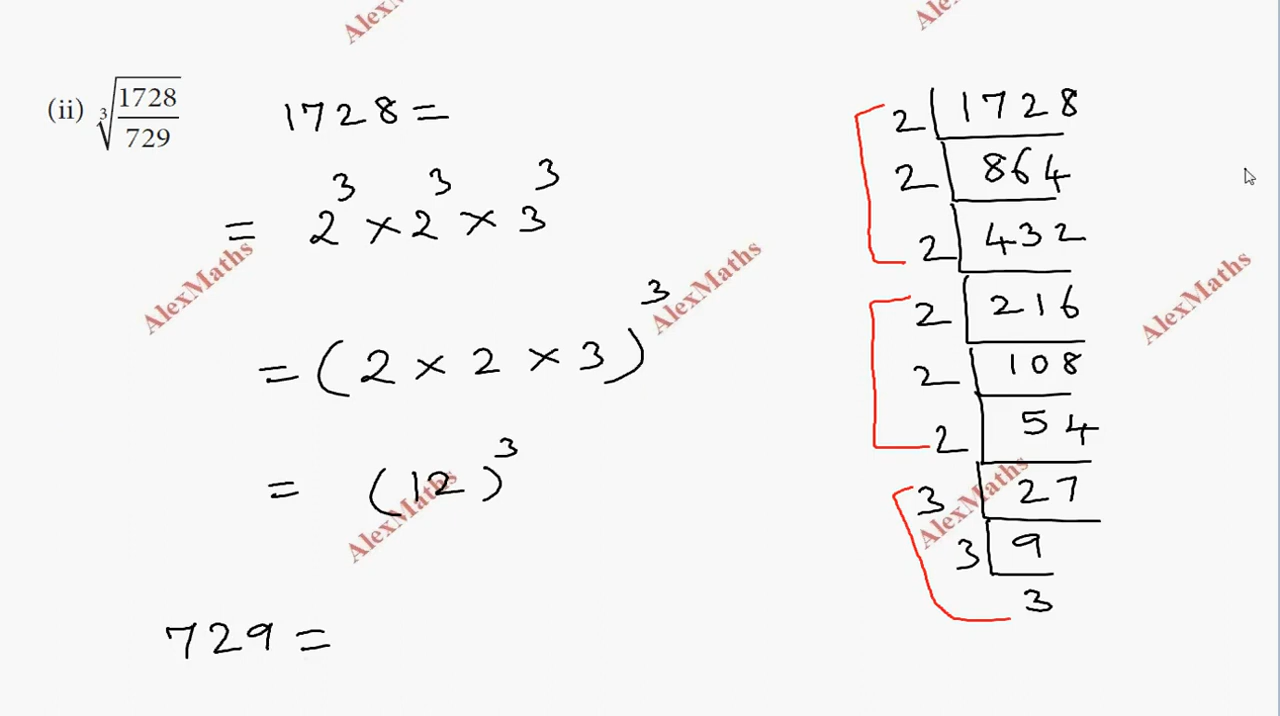 AlexMaths
AlexMaths
(ii) ∛(1728/729)
1728 =
= 2³ × 2³ × 3³
= (2 × 2 × 3)³
= (12)³
729 =
2 | 1728
2 | 864
2 | 432
2 | 216
2 | 108
2 | 54
3 | 27
3 | 9
3
AlexMaths
AlexMaths
AlexMaths
AlexMaths
AlexMaths